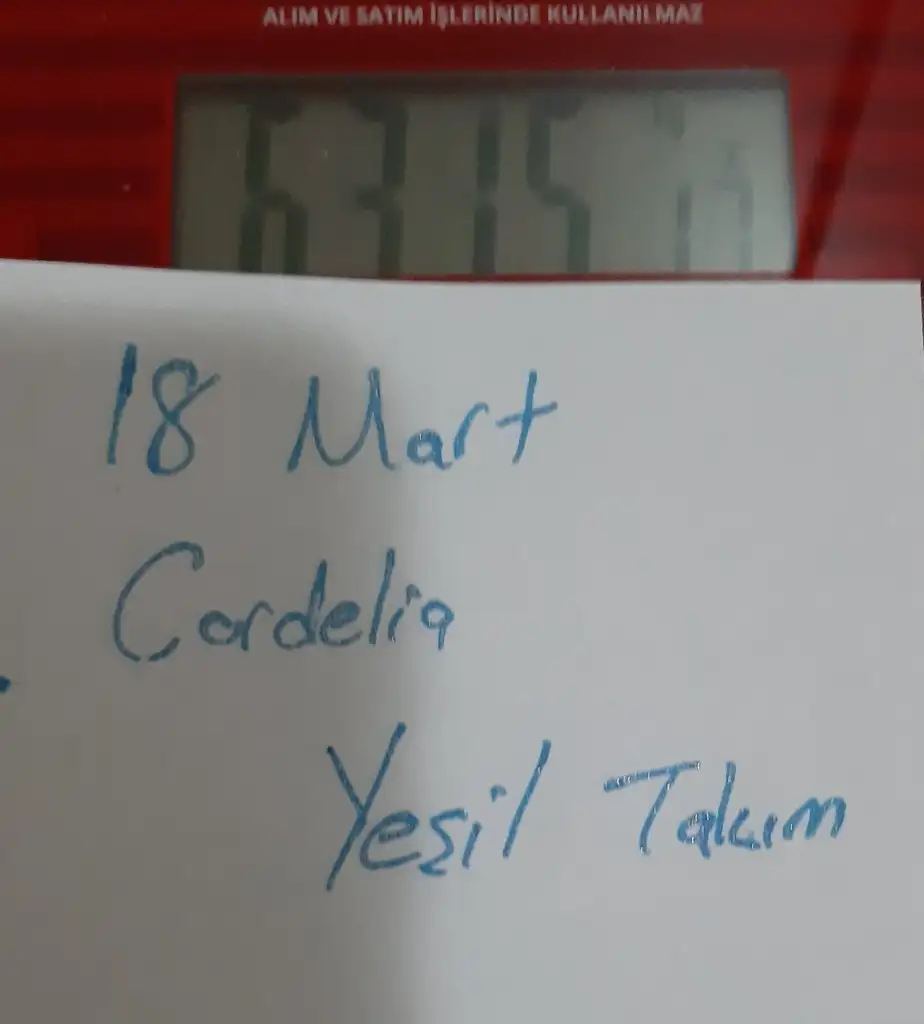 ALIM VE SATIM İŞLERİNDE KULLANILMAZ
18 Mart
Cordelia
Yeşil Takım